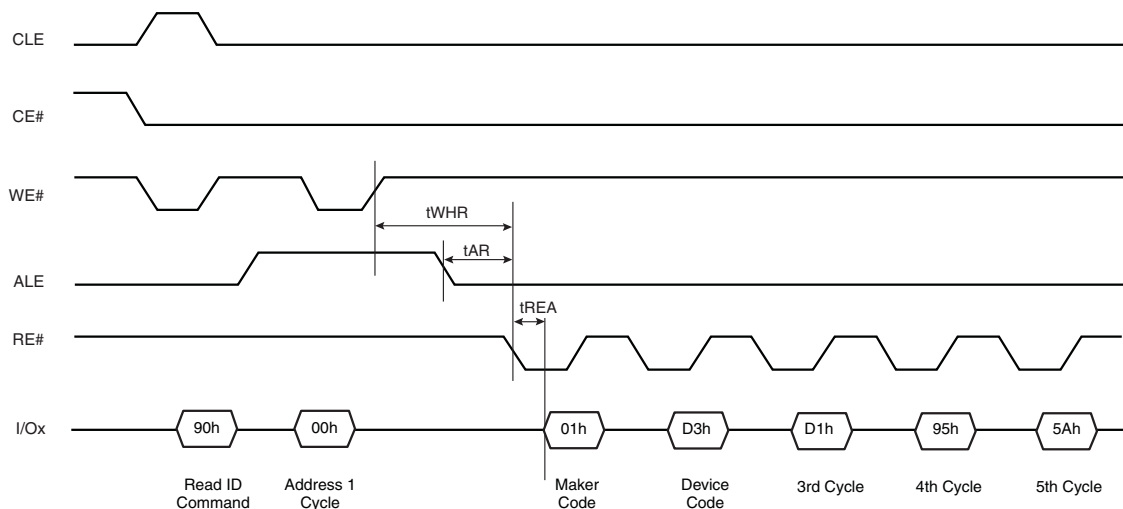 CLE
CE#
WE#
tWHR
tAR
ALE
tREA
RE#
I/Ox
90h
00h
01h
D3h
D1h
95h
5Ah
Read ID
Command
Address 1
Cycle
Maker
Code
Device
Code
3rd Cycle
4th Cycle
5th Cycle